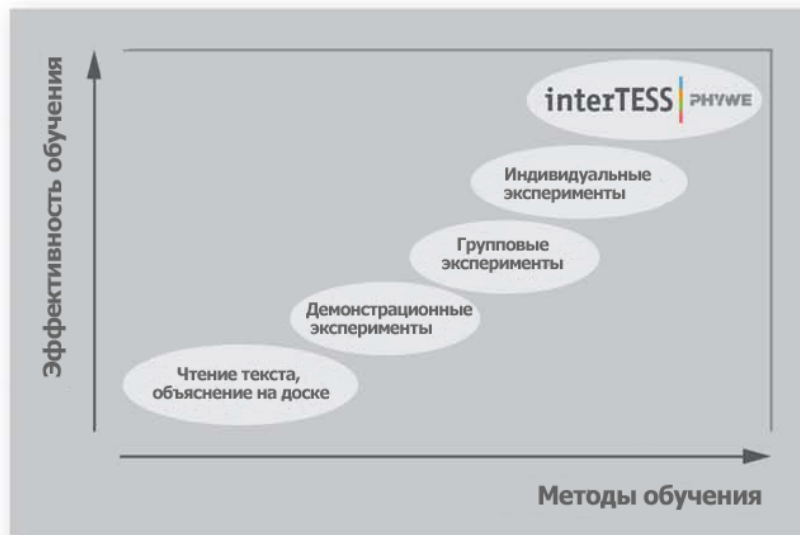 Эффективность обучения
interTESS PHYWE
Индивидуальные
эксперименты
Групповые
эксперименты
Демонстрационные
эксперименты
Чтение текста,
объяснение на доске
Методы обучения